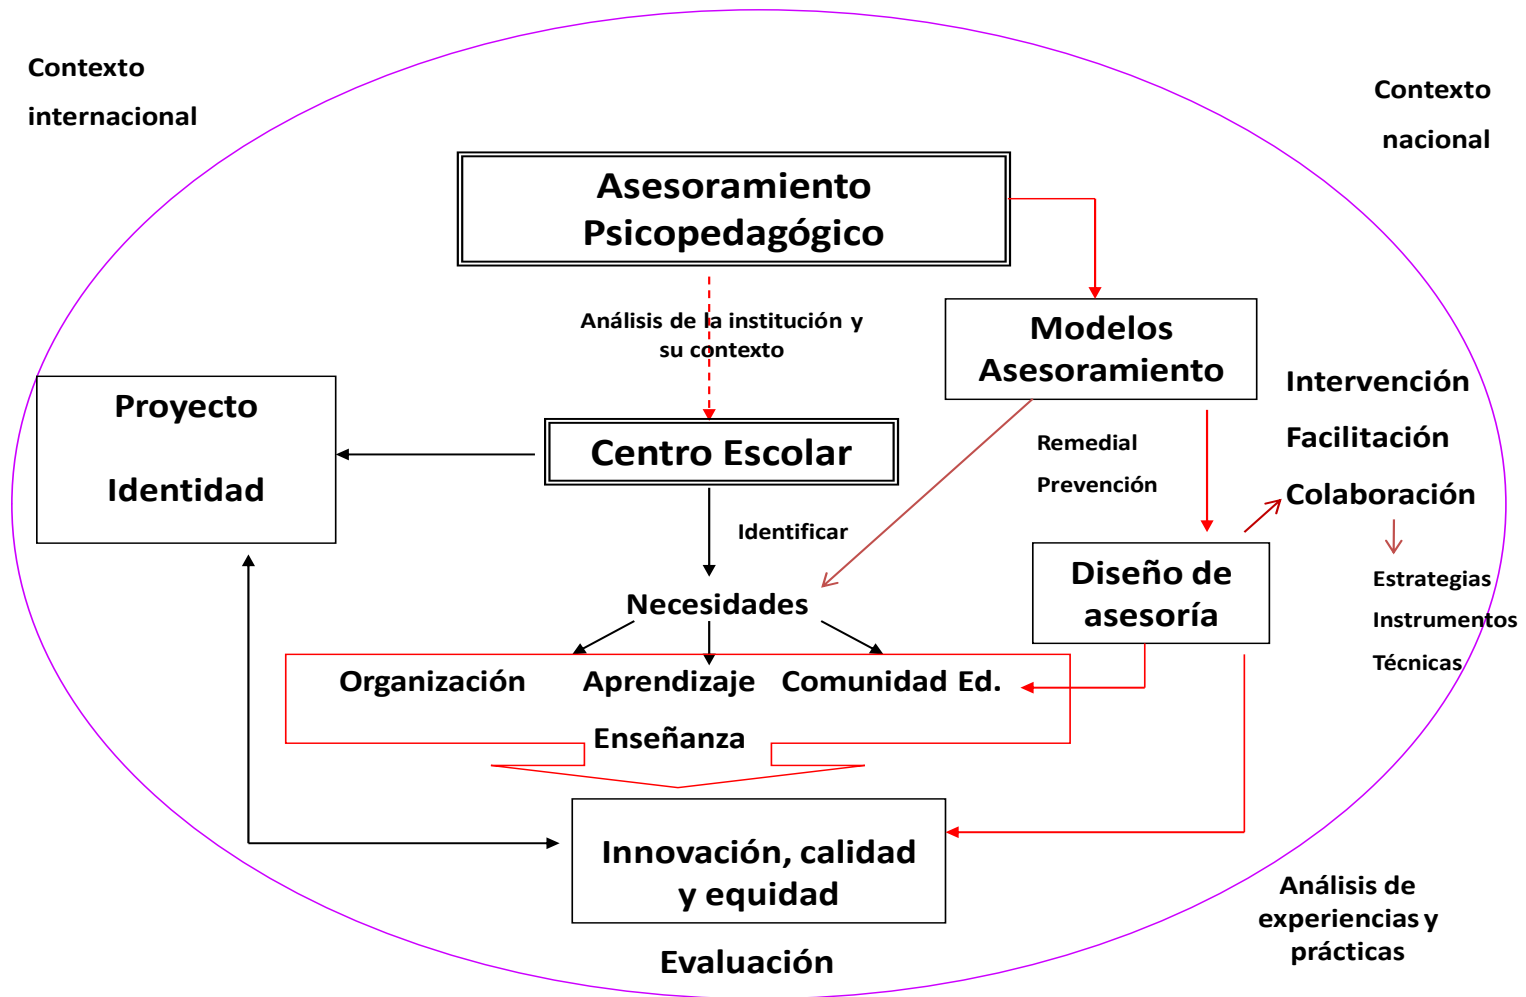 Contexto
internacional
Contexto
nacional
Asesoramiento
Psicopedagógico
Análisis de la institución y
su contexto
Modelos
Asesoramiento
Proyecto
Identidad
Centro Escolar
Remedial
Prevención
Intervención
Facilitación
Colaboración
Identificar
Necesidades
Diseño de
asesoría
Estrategias
Instrumentos
Técnicas
Organización Aprendizaje Comunidad Ed.
Enseñanza
Innovación, calidad
y equidad
Evaluación
Análisis de
experiencias y
prácticas